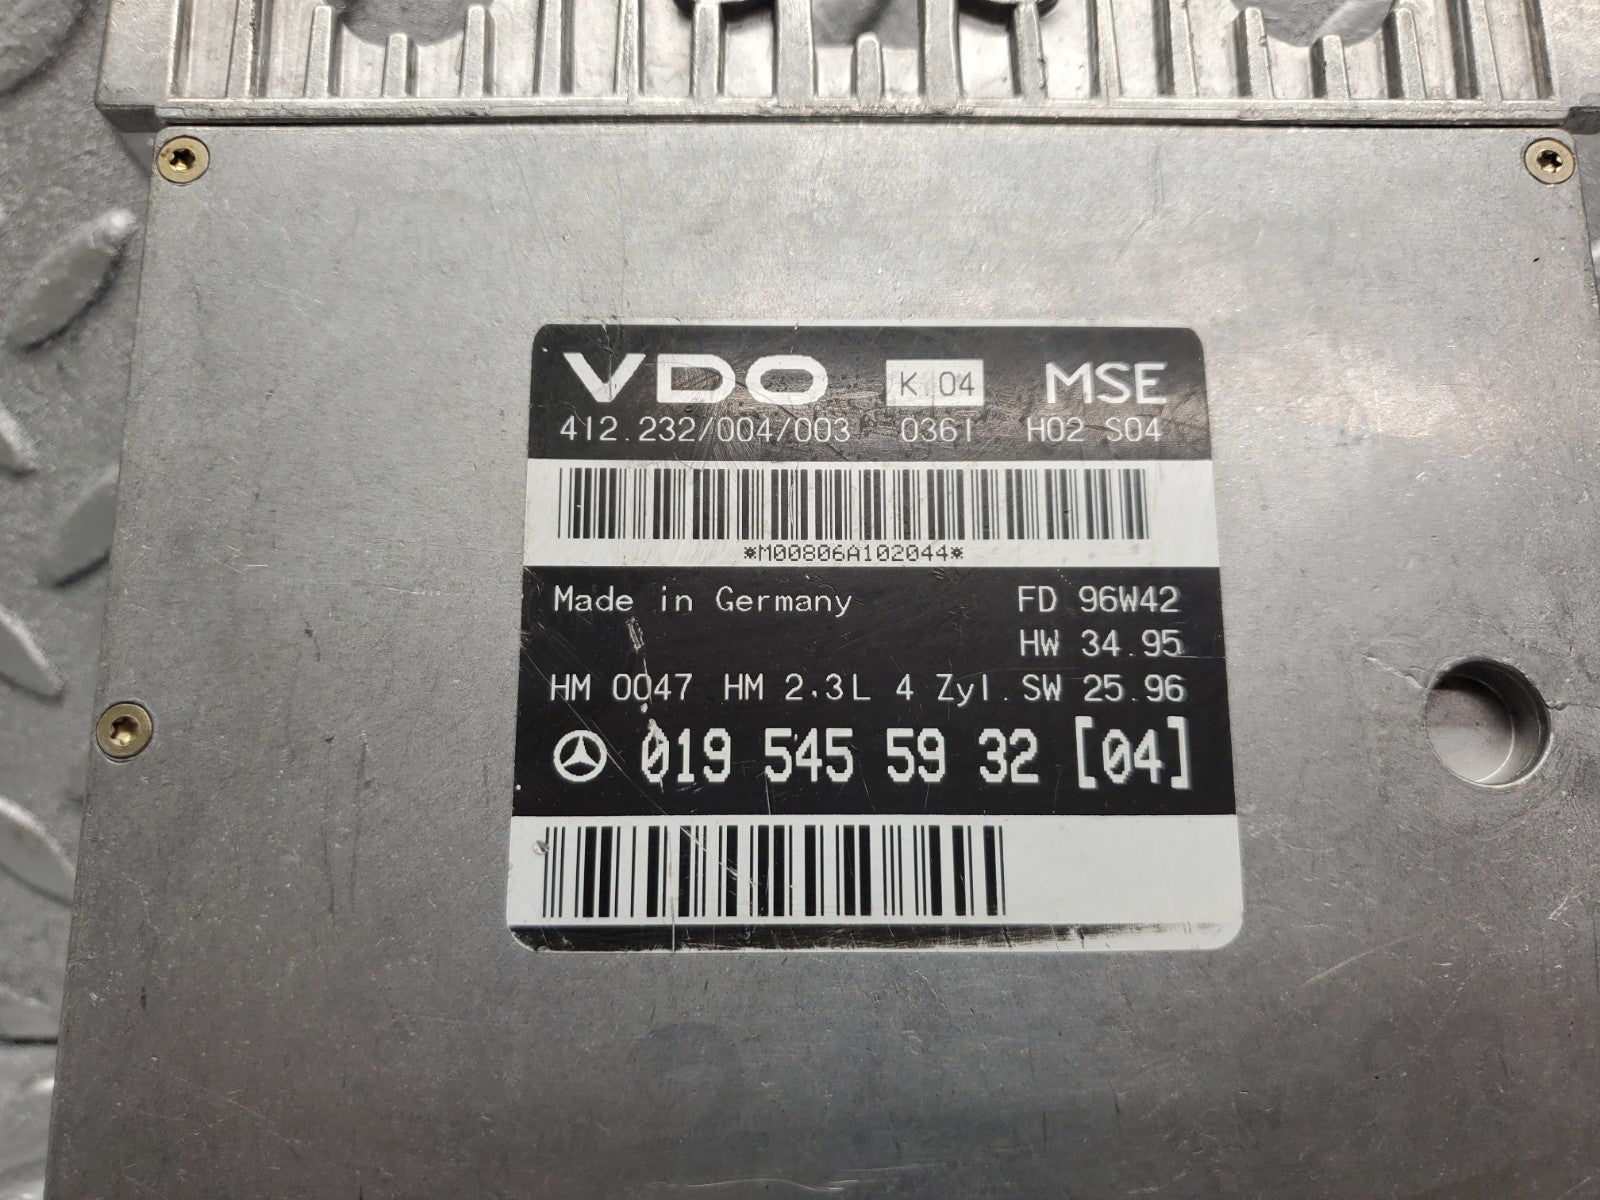 VDO K 04 MSE
412.232/004/003 0361 H02 S04
*M00806A102044*
Made in Germany FD 96W42
HW 34.95
HM 0047 HM 2.3L 4 Zyl. SW 25.96
019 545 59 32 [04]